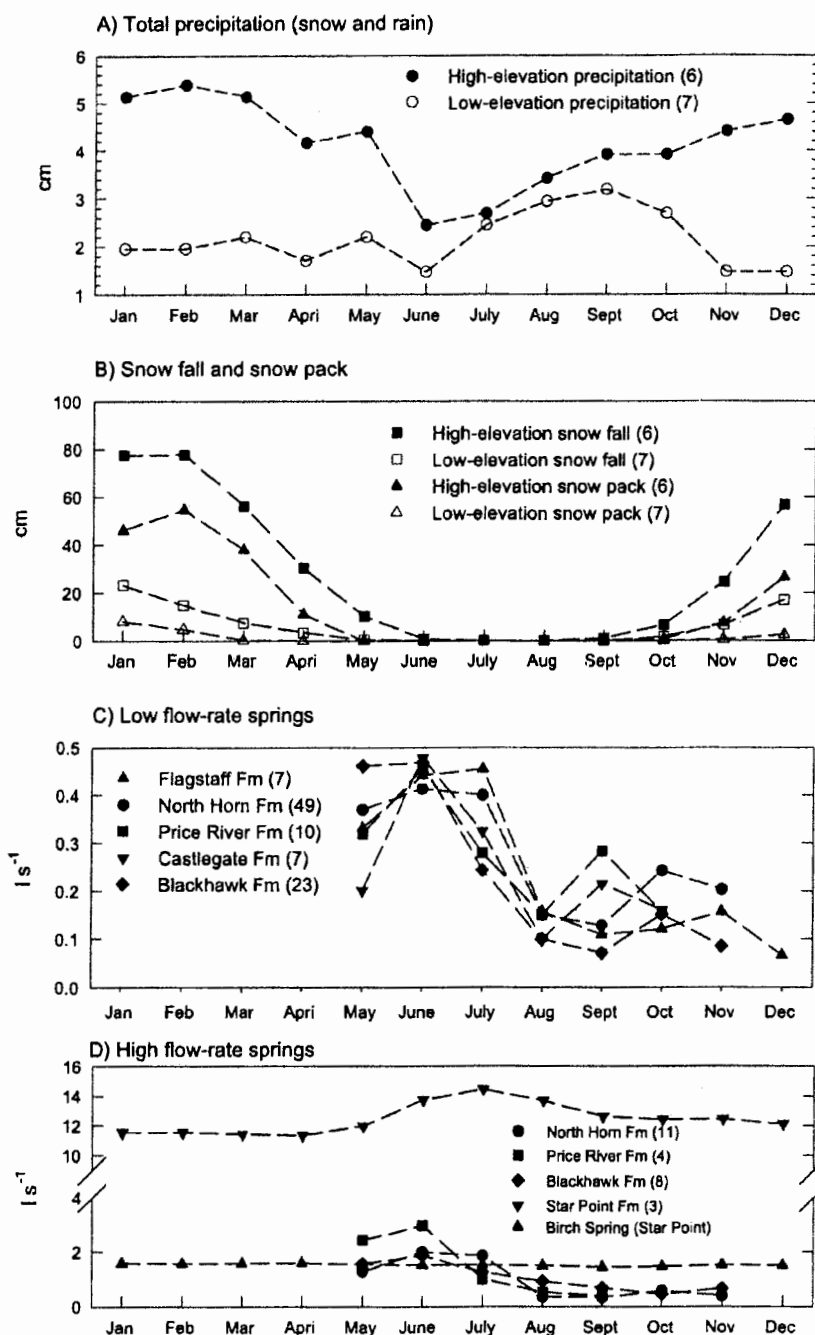 A) Total precipitation (snow and rain)
6
5
4
3
2
1
cm
High-elevation precipitation (6)
Low-elevation precipitation (7)
Jan Feb Mar Apri May June July Aug Sept Oct Nov Dec
B) Snow fall and snow pack
100
80
60
40
20
0
cm
High-elevation snow fall (6)
Low-elevation snow fall (7)
High-elevation snow pack (6)
Low-elevation snow pack (7)
Jan Feb Mar Apri May June July Aug Sept Oct Nov Dec
C) Low flow-rate springs
0.5
0.4
0.3
0.2
0.1
0.0
l s⁻¹
Flagstaff Fm (7)
North Horn Fm (49)
Price River Fm (10)
Castlegate Fm (7)
Blackhawk Fm (23)
Jan Feb Mar Apri May June July Aug Sept Oct Nov Dec
D) High flow-rate springs
16
14
12
10
4
2
0
l s⁻¹
North Horn Fm (11)
Price River Fm (4)
Blackhawk Fm (8)
Star Point Fm (3)
Birch Spring (Star Point)
Jan Feb Mar Apri May June July Aug Sept Oct Nov Dec